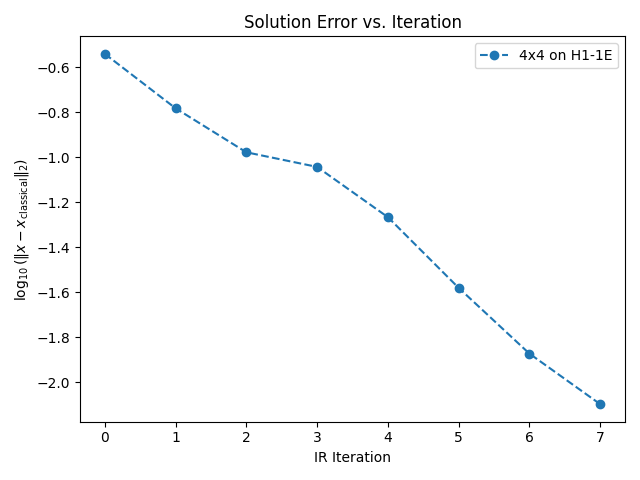 Solution Error vs. Iteration
4x4 on H1-1E
−0.6
−0.8
−1.0
−1.2
−1.4
−1.6
−1.8
−2.0
log₁₀ (‖x − x_classical‖₂)
0 1 2 3 4 5 6 7
IR Iteration